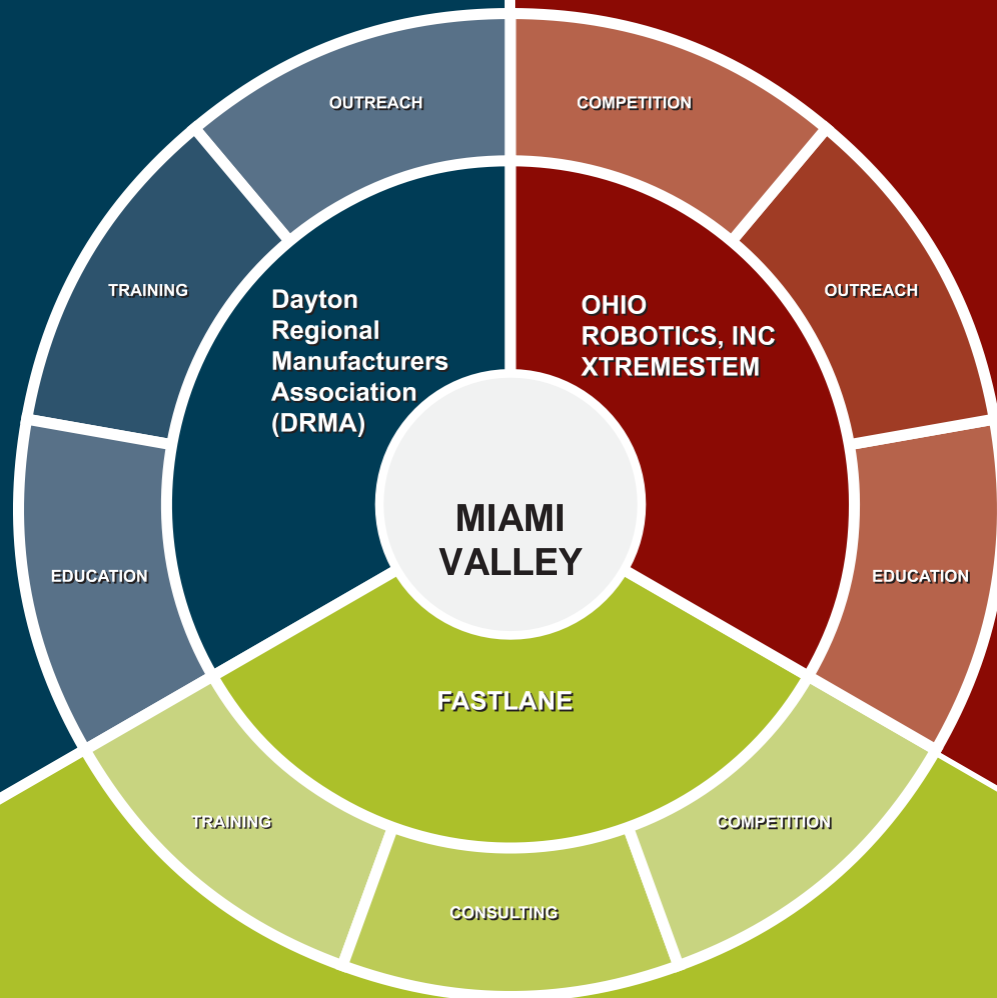 OUTREACH
COMPETITION
TRAINING
OUTREACH
Dayton
Regional
Manufacturers
Association
(DRMA)
OHIO
ROBOTICS, INC
XTREMESTEM
MIAMI
VALLEY
EDUCATION
EDUCATION
FASTLANE
TRAINING
COMPETITION
CONSULTING